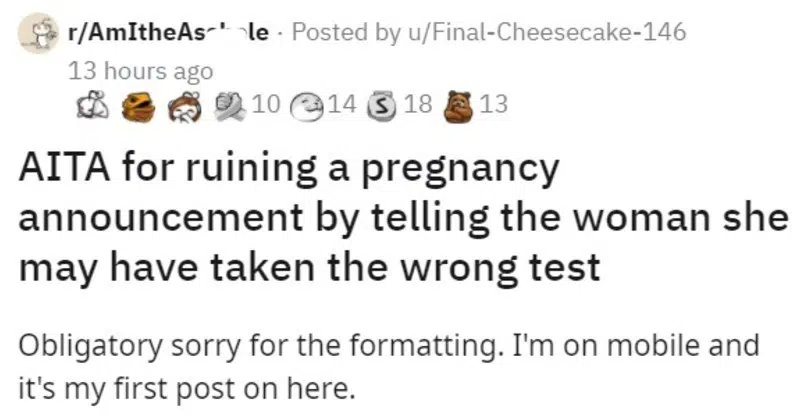 r/AmItheAs   le · Posted by u/Final-Cheesecake-146
13 hours ago
10 14 S 18 13
AITA for ruining a pregnancy
announcement by telling the woman she
may have taken the wrong test
Obligatory sorry for the formatting. I'm on mobile and
it's my first post on here.